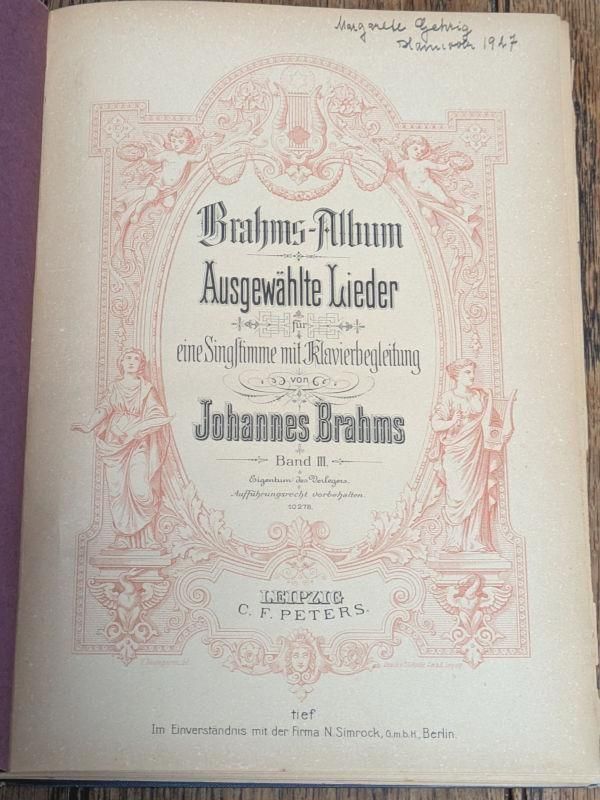 Margarete Gehrig
Hannover 1927
Brahms-Album
Ausgewählte Lieder
für
eine Singstimme mit Klavierbegleitung
von
Johannes Brahms
Band III.
Eigentum des Verlegers.
Aufführungsrecht vorbehalten.
10278.
LEIPZIG
C. F. PETERS.
tief
Im Einverständnis mit der Firma N. Simrock, G.m.b.H., Berlin.